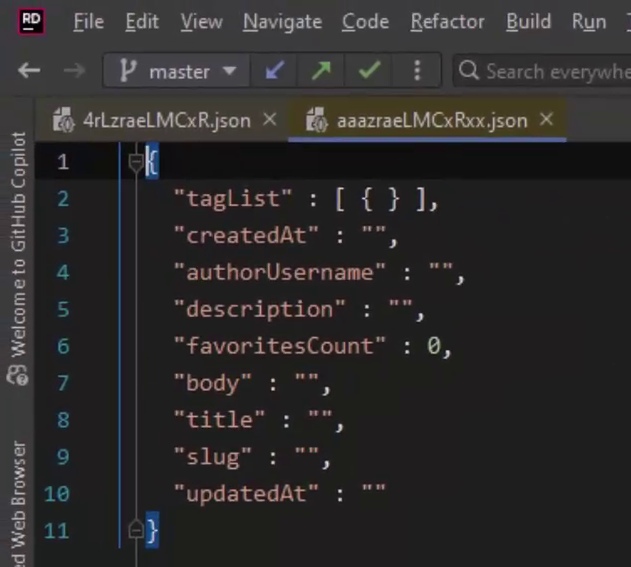 RD File Edit View Navigate Code Refactor Build Run
master Search everywhe
4rLzraeLMCxR.json aaazraeLMCxRxx.json
1 {
2 "tagList" : [ { } ],
3 "createdAt" : "",
4 "authorUsername" : "",
5 "description" : "",
6 "favoritesCount" : 0,
7 "body" : "",
8 "title" : "",
9 "slug" : "",
10 "updatedAt" : ""
11 }
Welcome to GitHub Copilot
ed Web Browser